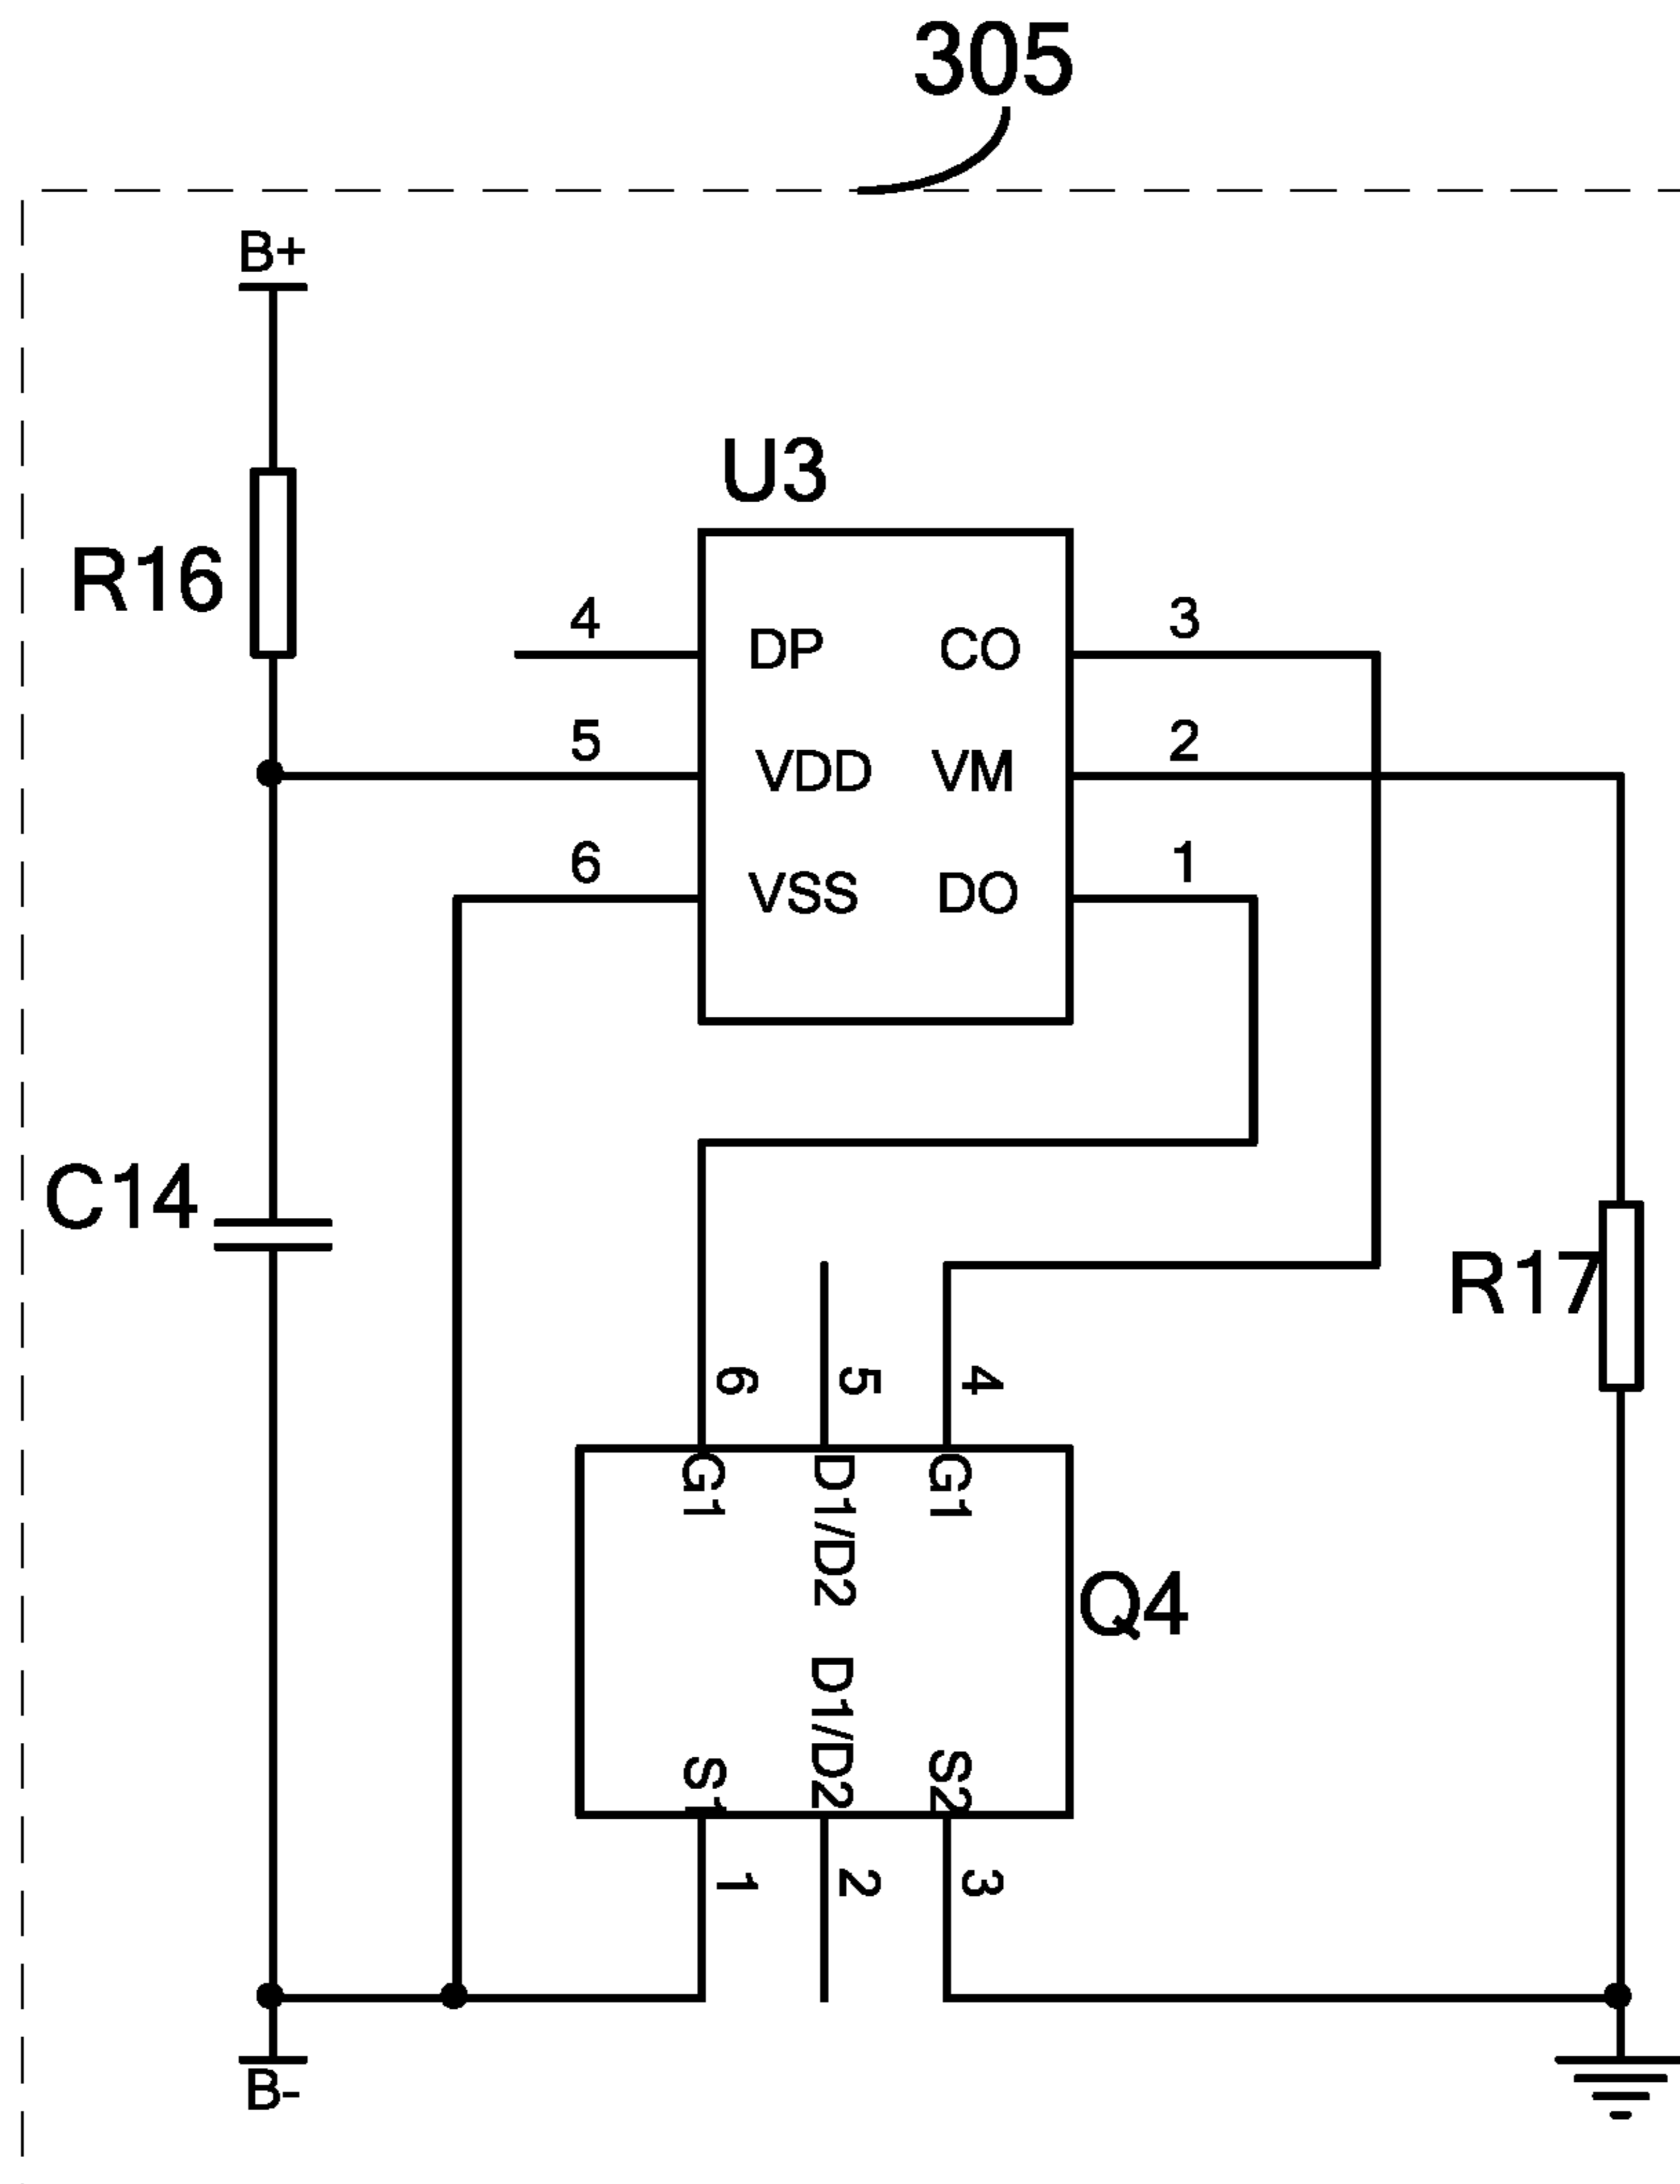 305
B+
U3
R16
4
DP
CO
3
5
VDD
VM
2
6
VSS
DO
1
C14
R17
6
5
4
G1
D1/D2
G1
Q4
D1/D2
S1
S2
1
2
3
B-